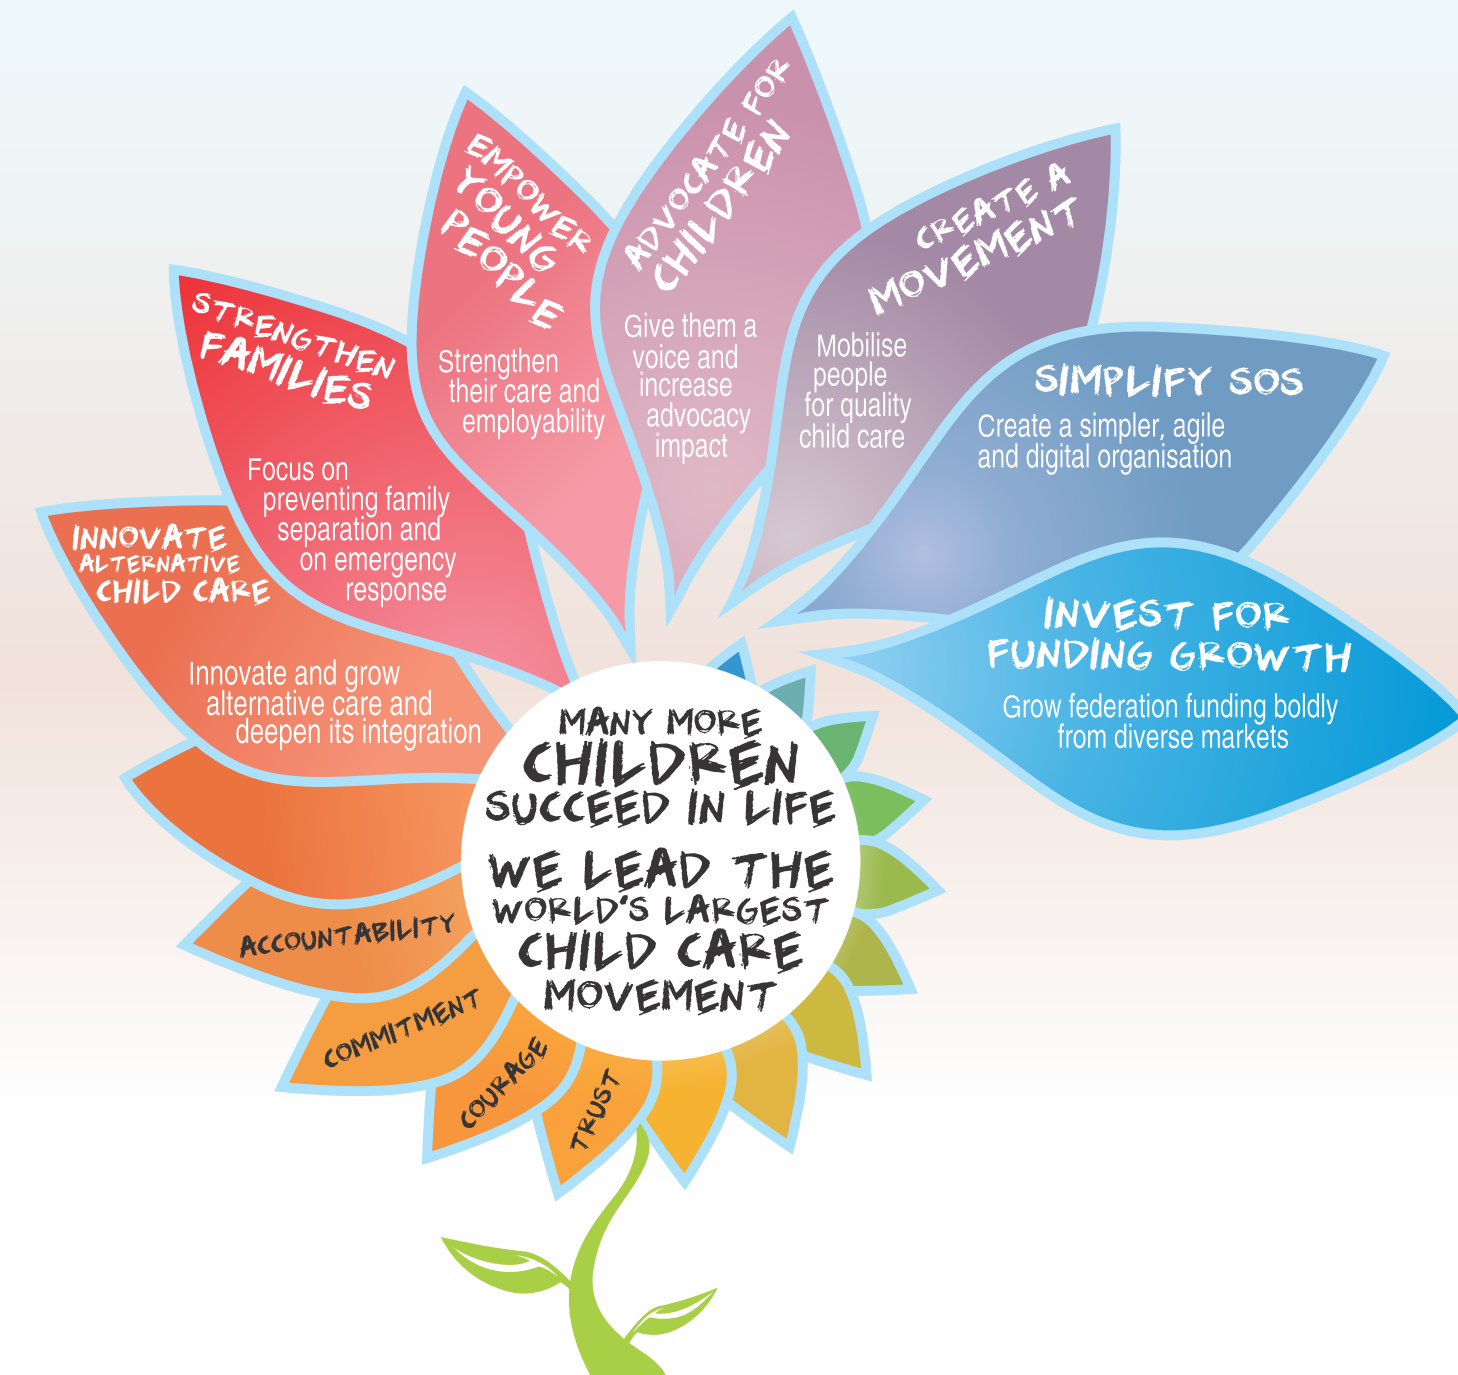 INNOVATE
ALTERNATIVE
CHILD CARE
Innovate and grow
alternative care and
deepen its integration
STRENGTHEN
FAMILIES
Focus on
preventing family
separation and
on emergency
response
EMPOWER
YOUNG
PEOPLE
Strengthen
their care and
employability
ADVOCATE FOR
CHILDREN
Give them a
voice and
increase
advocacy
impact
CREATE A
MOVEMENT
Mobilise
people
for quality
child care
SIMPLIFY SOS
Create a simpler, agile
and digital organisation
INVEST FOR
FUNDING GROWTH
Grow federation funding boldly
from diverse markets
MANY MORE
CHILDREN
SUCCEED IN LIFE
WE LEAD THE
WORLD'S LARGEST
CHILD CARE
MOVEMENT
ACCOUNTABILITY
COMMITMENT
COURAGE
TRUST